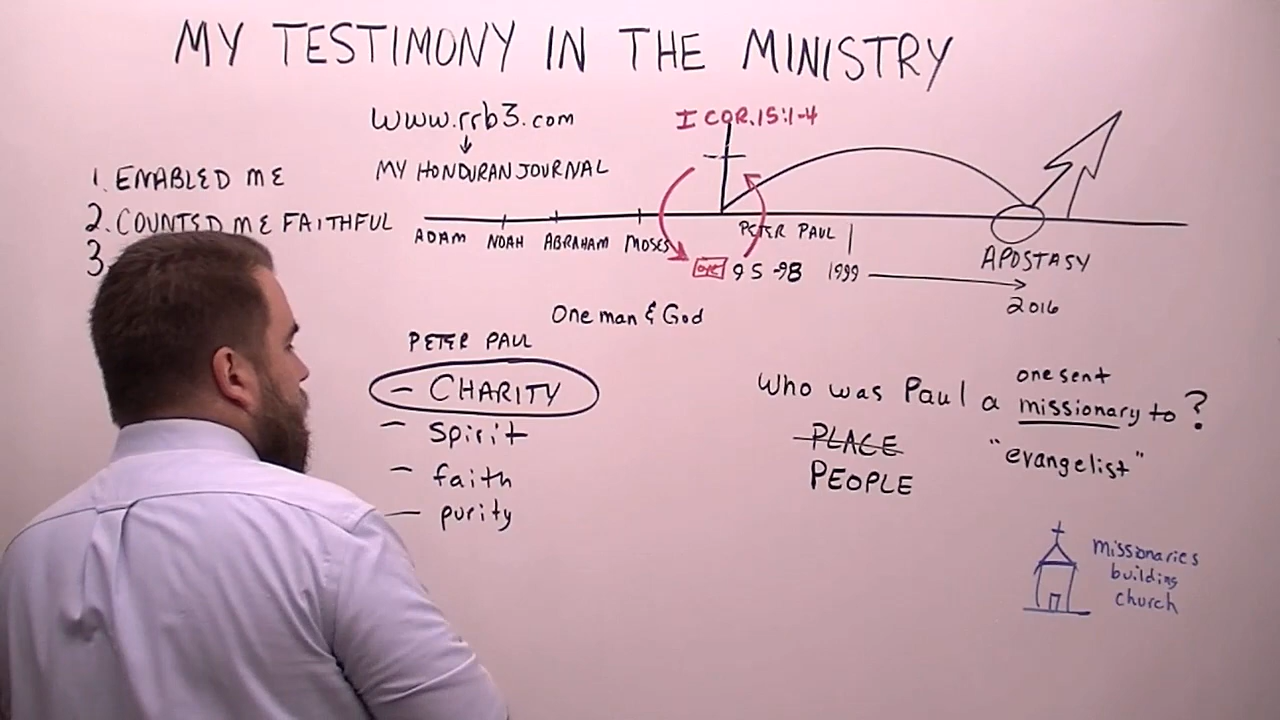 MY TESTIMONY IN THE MINISTRY
www.rrb3.com
MY HONDURAN JOURNAL
1. ENABLED ME
2. COUNTED ME FAITHFUL
3.
I COR. 15:1-4
ADAM NOAH ABRAHAM MOSES
PETER PAUL
95-98 1999
APOSTASY
2016
One man & God
PETER PAUL
- CHARITY
- Spirit
- faith
- purity
Who was Paul a missionary to?
one sent
PLACE
PEOPLE
"evangelist"
missionaries
building
church